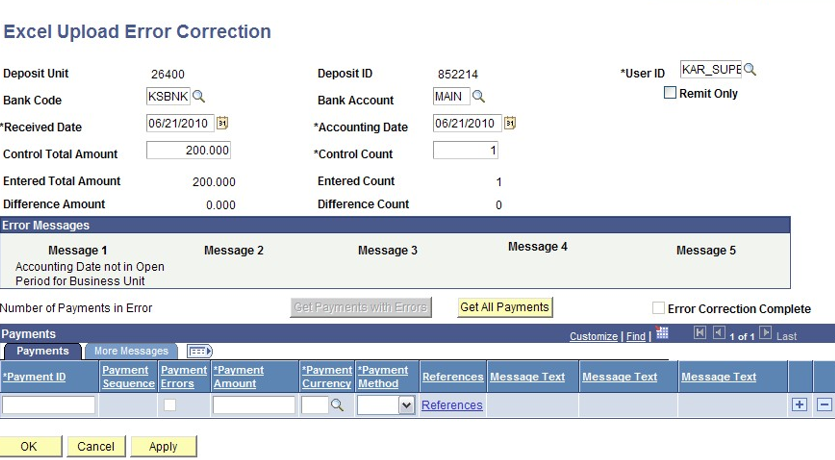 Excel Upload Error Correction
Deposit Unit 26400 Deposit ID 852214 *User ID KAR_SUPE
Bank Code KSBNK Bank Account MAIN Remit Only
*Received Date 06/21/2010 *Accounting Date 06/21/2010
Control Total Amount 200.000 *Control Count 1
Entered Total Amount 200.000 Entered Count 1
Difference Amount 0.000 Difference Count 0
Error Messages
Message 1 Message 2 Message 3 Message 4 Message 5
Accounting Date not in Open
Period for Business Unit
Number of Payments in Error Get Payments with Errors Get All Payments Error Correction Complete
Payments Customize | Find | 1 of 1 Last
Payments More Messages
*Payment ID Payment Sequence Payment Errors *Payment Amount *Payment Currency *Payment Method References Message Text Message Text Message Text
References
OK Cancel Apply